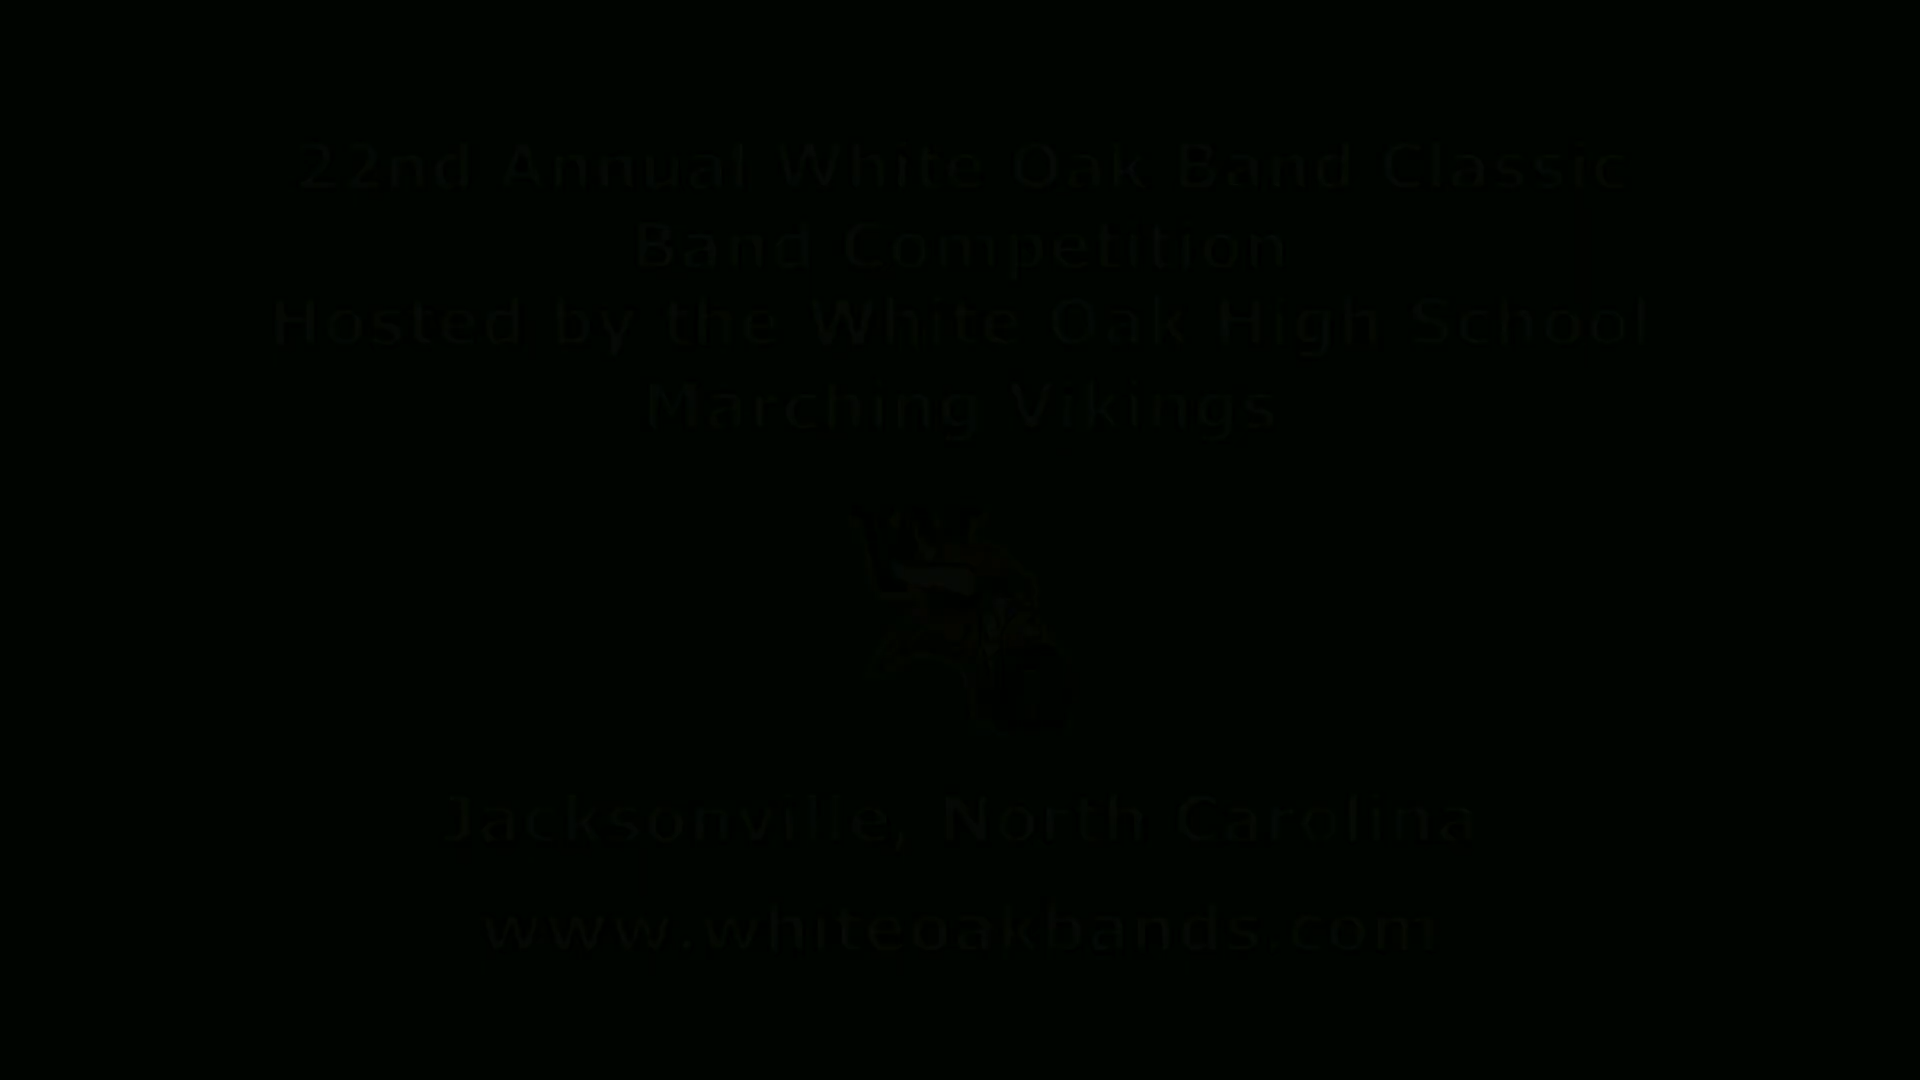 22nd Annual White Oak Band Classic
Band Competition
Hosted by the White Oak High School
Marching Vikings
Jacksonville, North Carolina
www.whiteoakbands.com